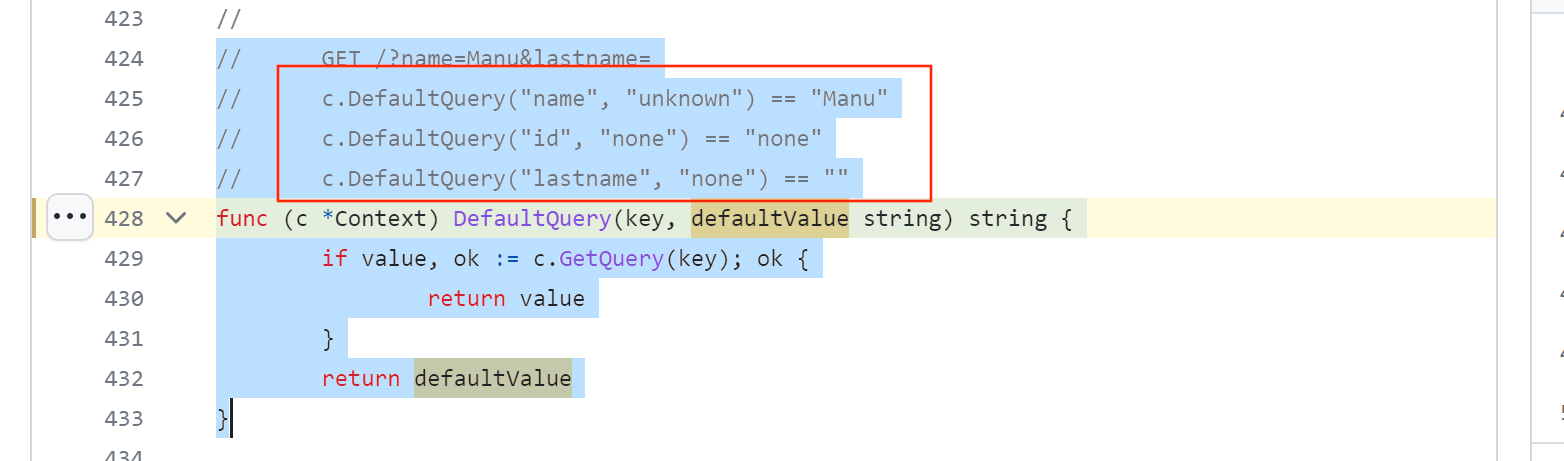 423 //
424 // GET /?name=Manu&lastname=
425 // c.DefaultQuery("name", "unknown") == "Manu"
426 // c.DefaultQuery("id", "none") == "none"
427 // c.DefaultQuery("lastname", "none") == ""
428 func (c *Context) DefaultQuery(key, defaultValue string) string {
429 if value, ok := c.GetQuery(key); ok {
430 return value
431 }
432 return defaultValue
433 }
434